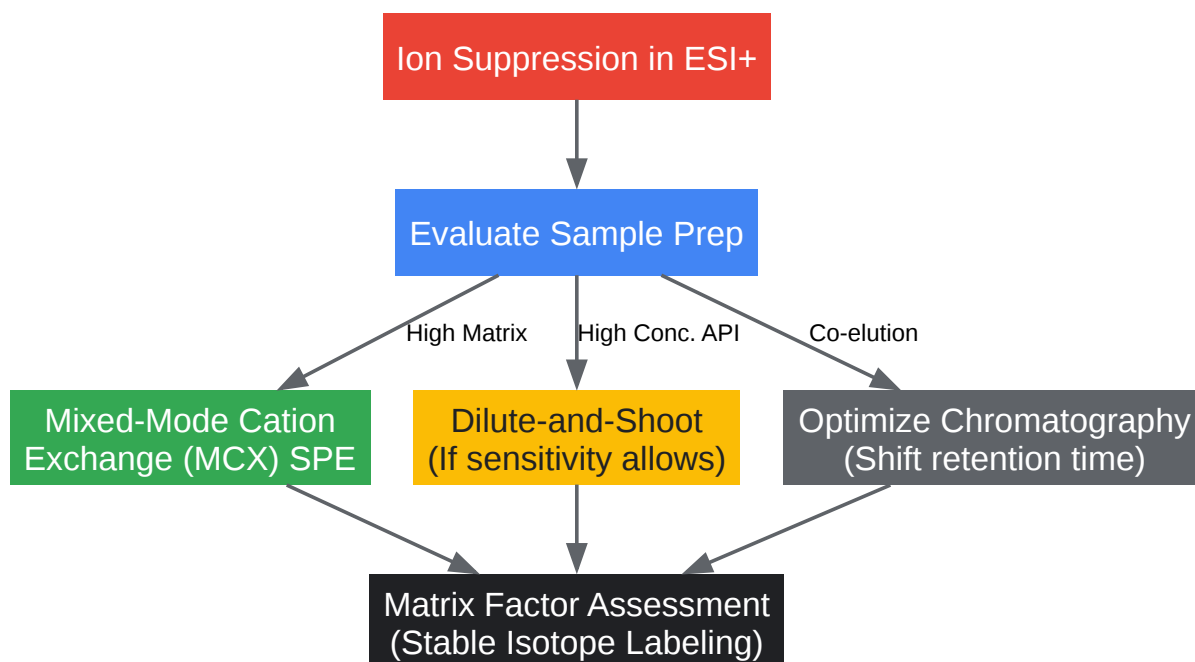 Ion Suppression in ESI+
Evaluate Sample Prep
High Matrix
High Conc. API
Co-elution
Mixed-Mode Cation
Exchange (MCX) SPE
Dilute-and-Shoot
(If sensitivity allows)
Optimize Chromatography
(Shift retention time)
Matrix Factor Assessment
(Stable Isotope Labeling)